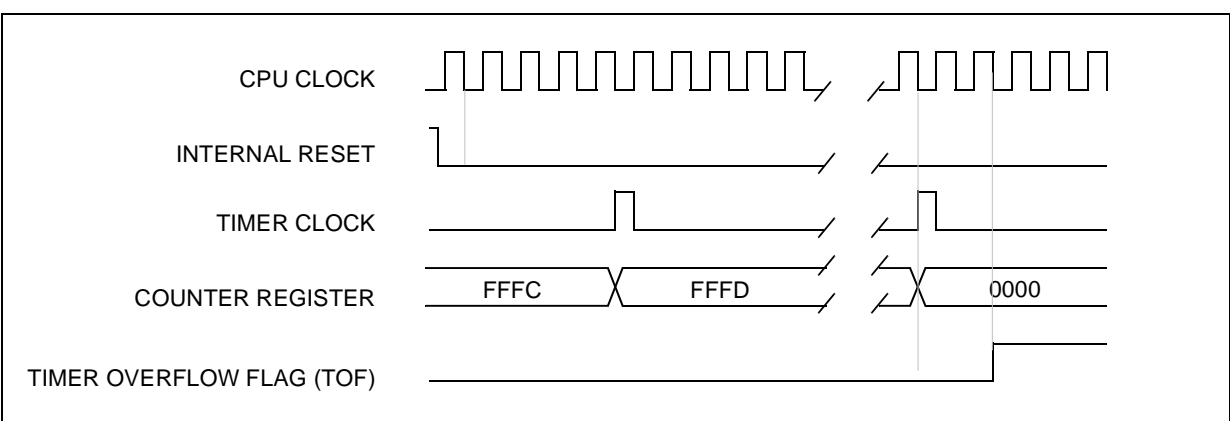 CPU CLOCK
INTERNAL RESET
TIMER CLOCK
COUNTER REGISTER FFFC FFFD 0000
TIMER OVERFLOW FLAG (TOF)